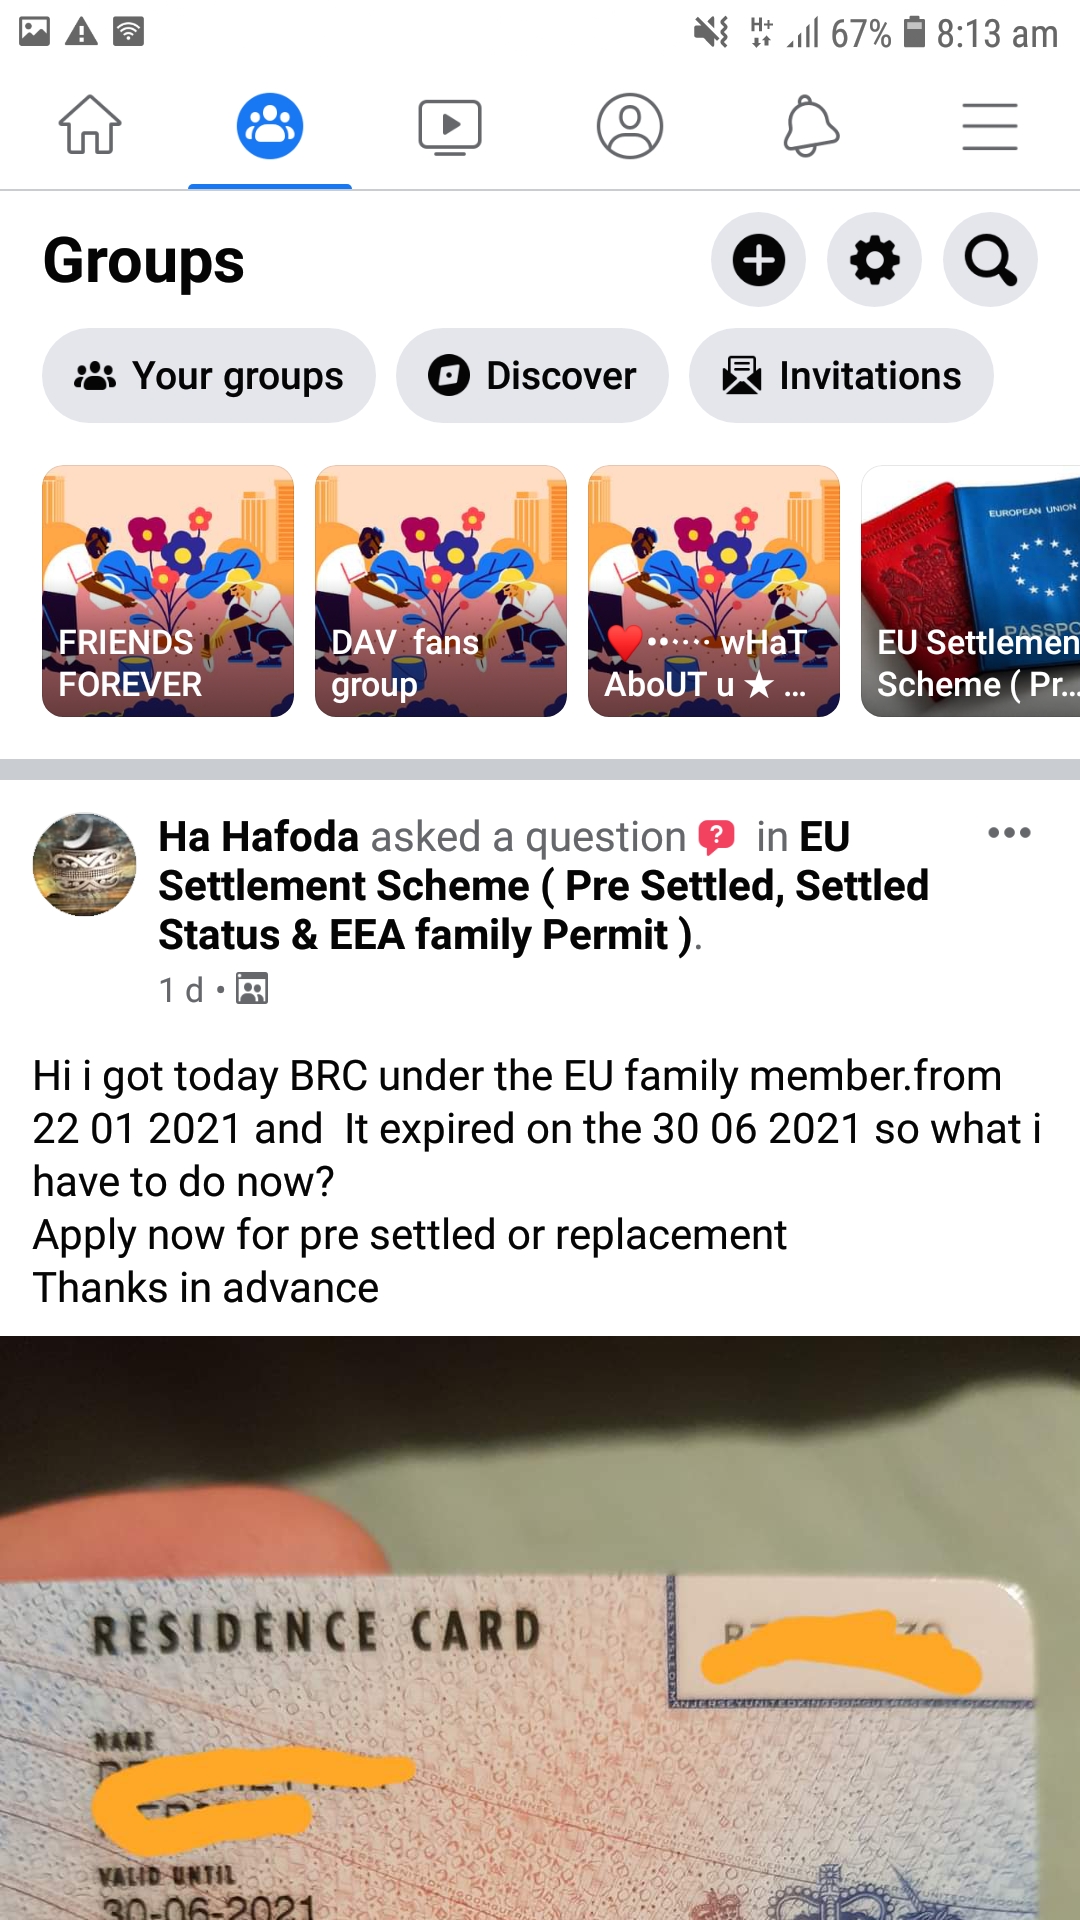 67% 8:13 am
Groups
Your groups
Discover
Invitations
FRIENDS
FOREVER
DAV fans
group
❤️•••••• wHaT
AboUT u ★ ...
EUROPEAN UNION
PASSPO
EU Settlemen
Scheme ( Pr...
Ha Hafoda asked a question in EU
Settlement Scheme ( Pre Settled, Settled
Status & EEA family Permit ).
1 d •
Hi i got today BRC under the EU family member.from
22 01 2021 and It expired on the 30 06 2021 so what i
have to do now?
Apply now for pre settled or replacement
Thanks in advance
RESIDENCE CARD
NAME
VALID UNTIL
30-06-2021